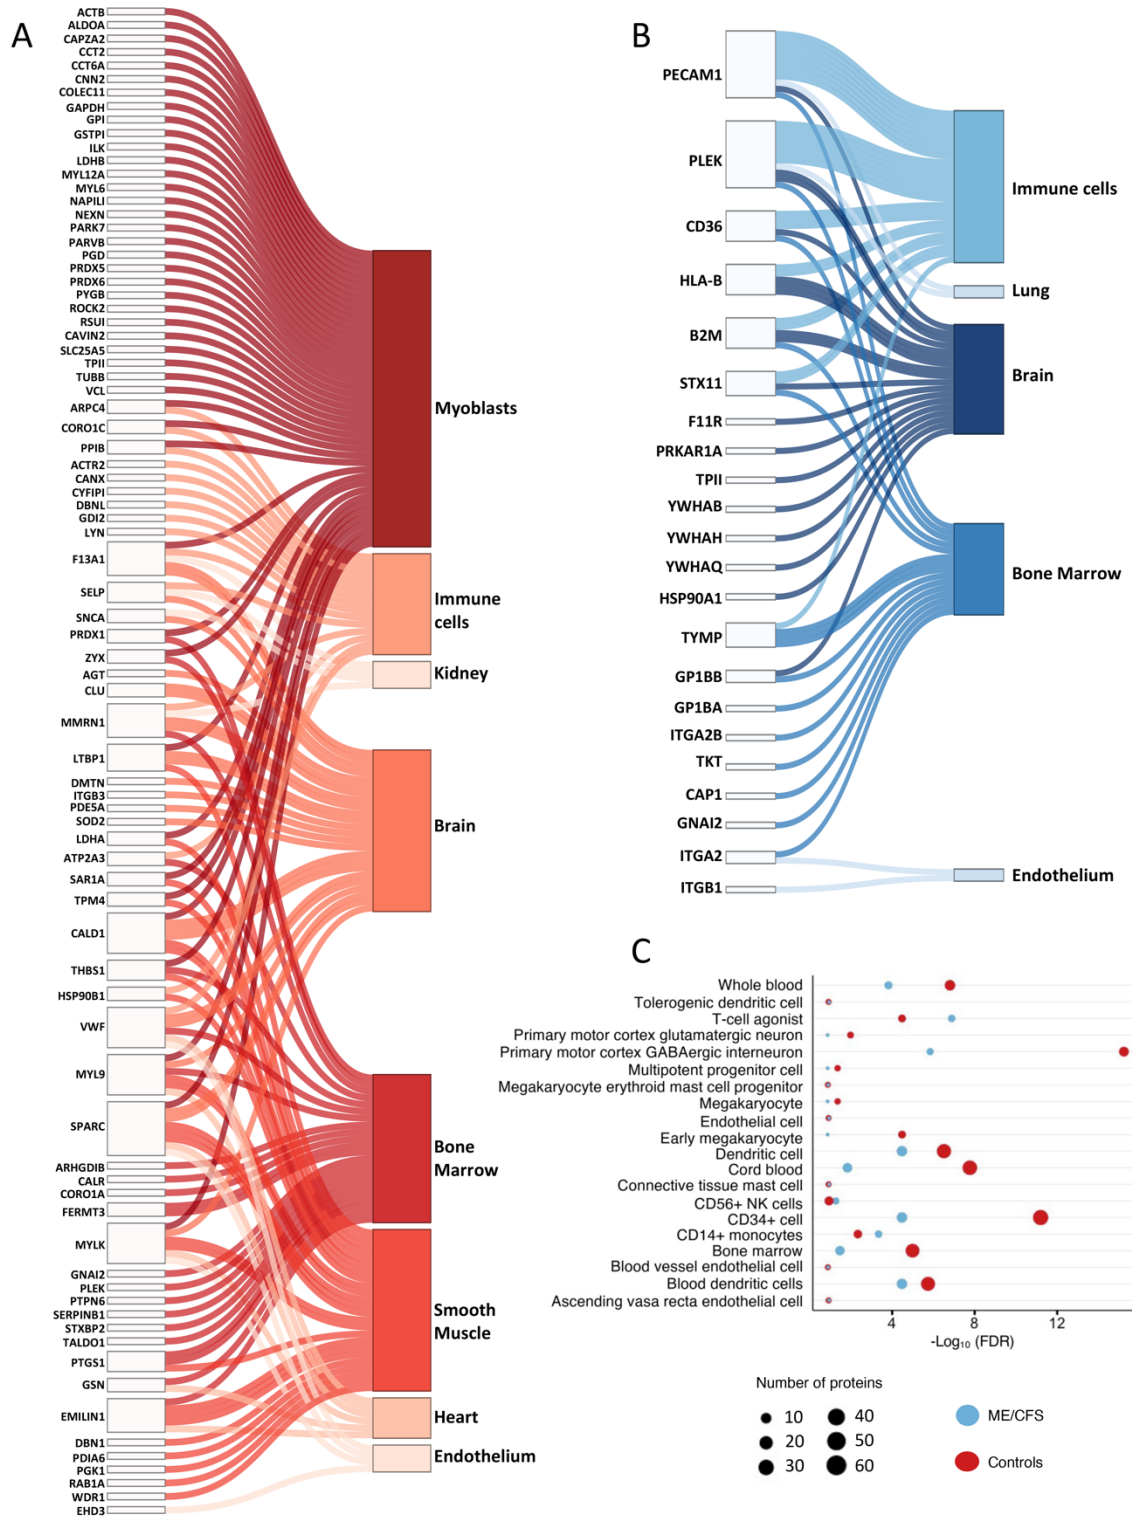 A
ACTB
ALDOA
CAPZA2
CCT2
CCT6A
CNN2
COLEC11
GAPDH
GPI
GSTPI
ILK
LDHB
MYL12A
MYL6
NAPILI
NEXN
PARK7
PARVB
PGD
PRDX5
PRDX6
PYGB
ROCK2
RSUI
CAVIN2
SLC25A5
TPII
TUBB
VCL
ARPC4
CORO1C
PPIB
ACTR2
CANX
CYFIPI
DBNL
GDI2
LYN
F13A1
SELP
SNCA
PRDX1
ZYX
AGT
CLU
MMRN1
LTBP1
DMTN
ITGB3
PDE5A
SOD2
LDHA
ATP2A3
SAR1A
TPM4
CALD1
THBS1
HSP90B1
VWF
MYL9
SPARC
ARHGDIB
CALR
CORO1A
FERMT3
MYLK
GNAI2
PLEK
PTPN6
SERPINB1
STXBP2
TALDO1
PTGS1
GSN
EMILIN1
DBN1
PDIA6
PGK1
RAB1A
WDR1
EHD3
Myoblasts
Immune
cells
Kidney
Brain
Bone
Marrow
Smooth
Muscle
Heart
Endothelium
B
PECAM1
PLEK
CD36
HLA-B
B2M
STX11
F11R
PRKAR1A
TPII
YWHAB
YWHAH
YWHAQ
HSP90A1
TYMP
GP1BB
GP1BA
ITGA2B
TKT
CAP1
GNAI2
ITGA2
ITGB1
Immune cells
Lung
Brain
Bone Marrow
Endothelium
C
Whole blood
Tolerogenic dendritic cell
T-cell agonist
Primary motor cortex glutamatergic neuron
Primary motor cortex GABAergic interneuron
Multipotent progenitor cell
Megakaryocyte erythroid mast cell progenitor
Megakaryocyte
Endothelial cell
Early megakaryocyte
Dendritic cell
Cord blood
Connective tissue mast cell
CD56+ NK cells
CD34+ cell
CD14+ monocytes
Bone marrow
Blood vessel endothelial cell
Blood dendritic cells
Ascending vasa recta endothelial cell
4 8 12
-Log₁₀ (FDR)
Number of proteins
10 40
20 50
30 60
ME/CFS
Controls